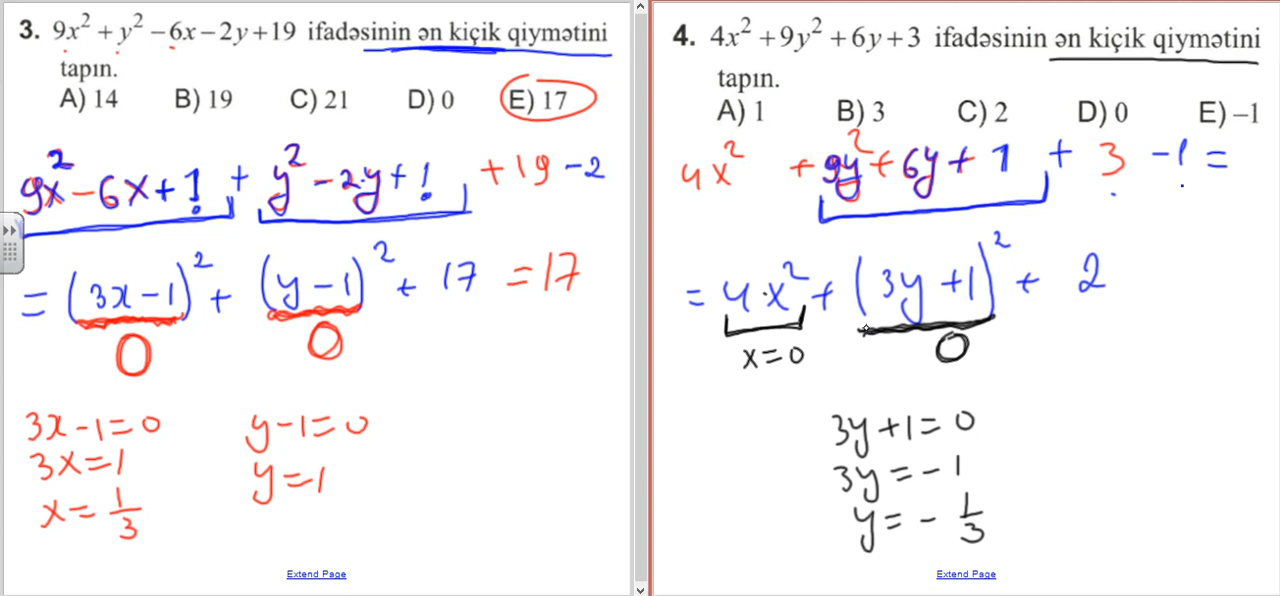 3. 9x² + y² − 6x − 2y + 19 ifadəsinin ən kiçik qiymətini
tapın.
A) 14 B) 19 C) 21 D) 0 E) 17
9x² − 6x + 1 + y² − 2·y + 1 + 19 − 2
= (3x − 1)² + (y − 1)² + 17 = 17
0 0
3x − 1 = 0 y − 1 = 0
3x = 1 y = 1
x = 1/3
Extend Page
4. 4x² + 9y² + 6y + 3 ifadəsinin ən kiçik qiymətini
tapın.
A) 1 B) 3 C) 2 D) 0 E) −1
4x² + 9y² + 6y + 1 + 3 − 1 =
= 4·x² + (3y + 1)² + 2
x = 0 0
3y + 1 = 0
3y = − 1
y = − 1/3
Extend Page